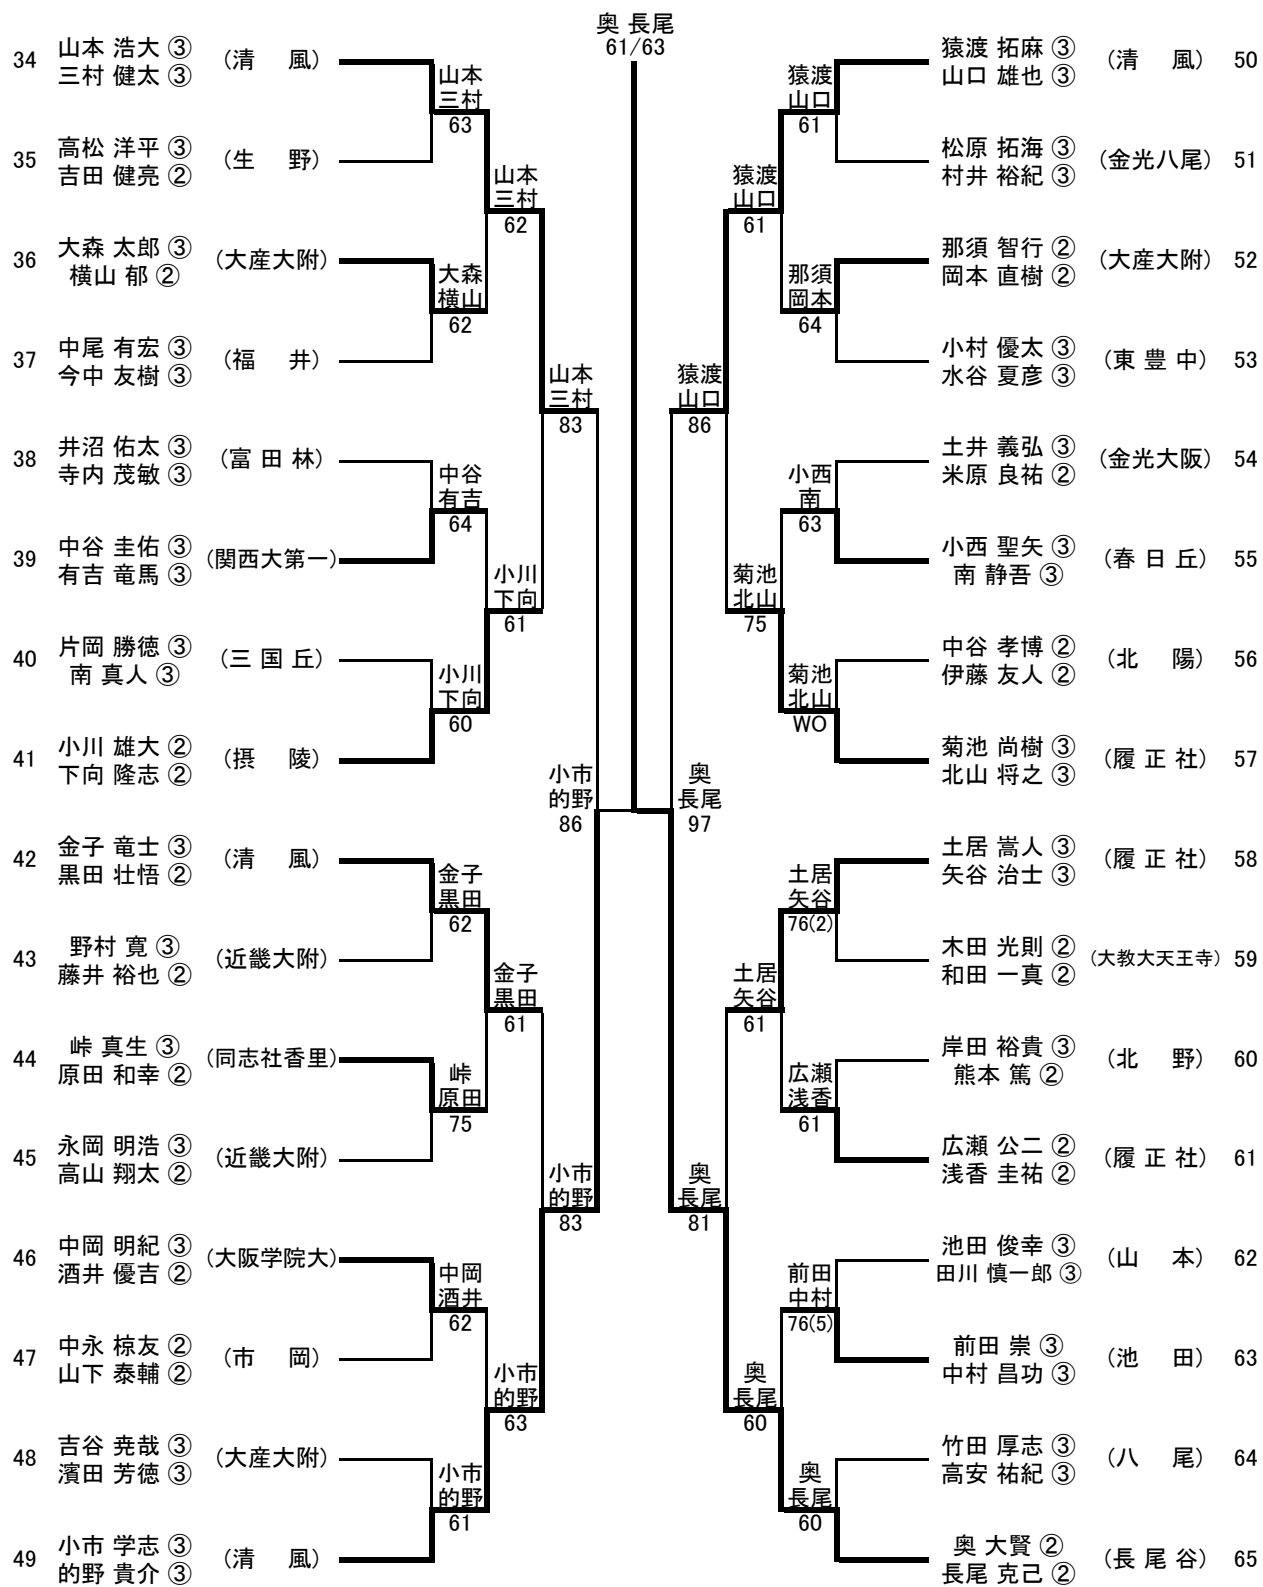 奥 長尾
61/63
34 山本 浩大 ③ (清 風)
三村 健太 ③
35 高松 洋平 ③ (生 野)
吉田 健亮 ②
36 大森 太郎 ③ (大産大附)
横山 郁 ②
37 中尾 有宏 ③ (福 井)
今中 友樹 ③
38 井沼 佑太 ③ (富 田 林)
寺内 茂敏 ③
39 中谷 圭佑 ③ (関西大第一)
有吉 竜馬 ③
40 片岡 勝徳 ③ (三 国 丘)
南 真人 ③
41 小川 雄大 ② (摂 陵)
下向 隆志 ②
42 金子 竜士 ③ (清 風)
黒田 壮悟 ②
43 野村 寛 ③ (近畿大附)
藤井 裕也 ②
44 峠 真生 ③ (同志社香里)
原田 和幸 ②
45 永岡 明浩 ③ (近畿大附)
高山 翔太 ②
46 中岡 明紀 ③ (大阪学院大)
酒井 優吉 ②
47 中永 椋友 ② (市 岡)
山下 泰輔 ②
48 吉谷 尭哉 ③ (大産大附)
濱田 芳徳 ③
49 小市 学志 ③ (清 風)
的野 貴介 ③
山本
三村
63
大森
横山
62
中谷
有吉
64
小川
下向
60
金子
黒田
62
峠
原田
75
中岡
酒井
62
小市
的野
61
山本
三村
62
小川
下向
61
金子
黒田
61
小市
的野
63
山本
三村
83
小市
的野
83
小市
的野
86
奥
長尾
97
猿渡
山口
86
奥
長尾
81
猿渡
山口
61
菊池
北山
75
土居
矢谷
61
奥
長尾
60
猿渡
山口
61
那須
岡本
64
小西
南
63
菊池
北山
WO
土居
矢谷
76(2)
広瀬
浅香
61
前田
中村
76(5)
奥
長尾
60
猿渡 拓麻 ③ (清 風) 50
山口 雄也 ③
松原 拓海 ③ (金光八尾) 51
村井 裕紀 ③
那須 智行 ② (大産大附) 52
岡本 直樹 ②
小村 優太 ③ (東 豊 中) 53
水谷 夏彦 ③
土井 義弘 ③ (金光大阪) 54
米原 良祐 ②
小西 聖矢 ③ (春 日 丘) 55
南 静吾 ③
中谷 孝博 ② (北 陽) 56
伊藤 友人 ②
菊池 尚樹 ③ (履 正 社) 57
北山 将之 ③
土居 嵩人 ③ (履 正 社) 58
矢谷 治士 ③
木田 光則 ② (大教大天王寺) 59
和田 一真 ②
岸田 裕貴 ③ (北 野) 60
熊本 篤 ②
広瀬 公二 ② (履 正 社) 61
浅香 圭祐 ②
池田 俊幸 ③ (山 本) 62
田川 慎一郎 ③
前田 崇 ③ (池 田) 63
中村 昌功 ③
竹田 厚志 ③ (八 尾) 64
高安 祐紀 ③
奥 大賢 ② (長 尾 谷) 65
長尾 克己 ②